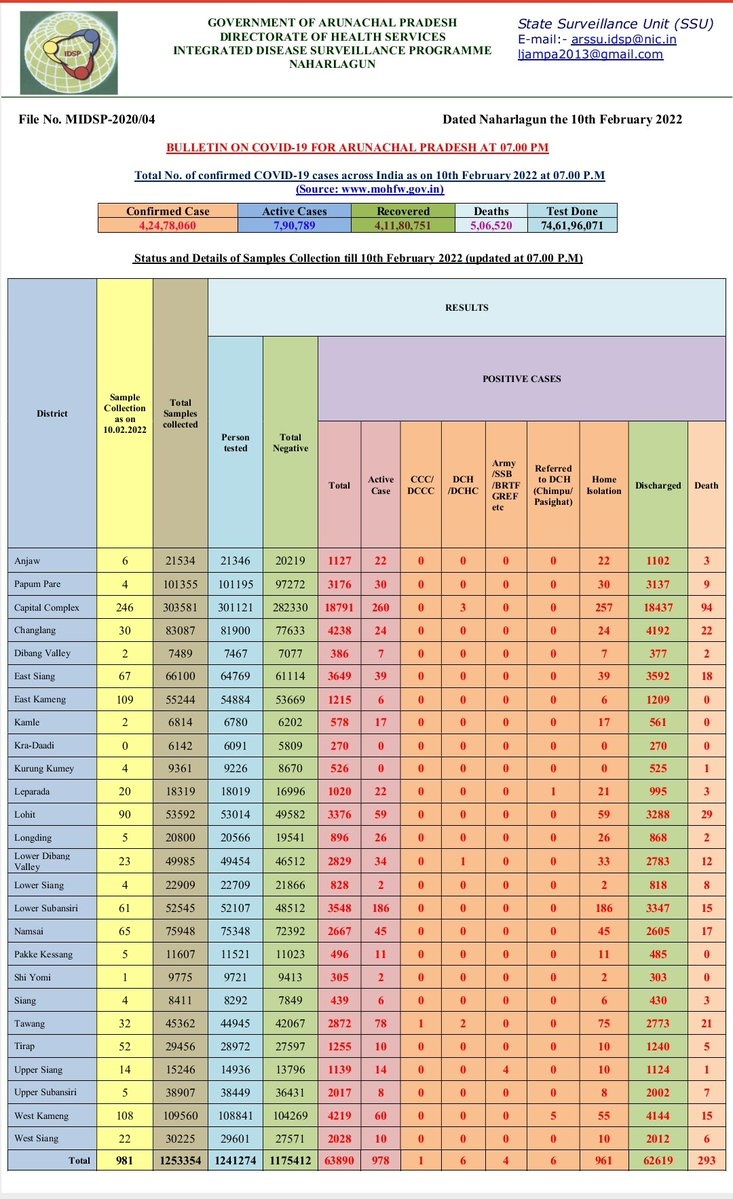 GOVERNMENT OF ARUNACHAL PRADESH
DIRECTORATE OF HEALTH SERVICES
INTEGRATED DISEASE SURVEILLANCE PROGRAMME
NAHARLAGUN
State Surveillance Unit (SSU)
E-mail:- arssu.idsp@nic.in
ljampa2013@gmail.com
IDSP
File No. MIDSP-2020/04 Dated Naharlagun the 10th February 2022
BULLETIN ON COVID-19 FOR ARUNACHAL PRADESH AT 07.00 PM
Total No. of confirmed COVID-19 cases across India as on 10th February 2022 at 07.00 P.M
(Source: www.mohfw.gov.in)
Confirmed Case Active Cases Recovered Deaths Test Done
4,24,78,060 7,90,789 4,11,80,751 5,06,520 74,61,96,071
Status and Details of Samples Collection till 10th February 2022 (updated at 07.00 P.M)
District
Sample
Collection
as on
10.02.2022
Total
Samples
collected
RESULTS
Person
tested
Total
Negative
POSITIVE CASES
Total
Active
Case
CCC/
DCCC
DCH
/DCHC
Army
/SSB
/BRTF
GREF
etc
Referred
to DCH
(Chimpu/
Pasighat)
Home
Isolation
Discharged
Death
Anjaw 6 21534 21346 20219 1127 22 0 0 0 0 22 1102 3
Papum Pare 4 101355 101195 97272 3176 30 0 0 0 0 30 3137 9
Capital Complex 246 303581 301121 282330 18791 260 0 3 0 0 257 18437 94
Changlang 30 83087 81900 77633 4238 24 0 0 0 0 24 4192 22
Dibang Valley 2 7489 7467 7077 386 7 0 0 0 0 7 377 2
East Siang 67 66100 64769 61114 3649 39 0 0 0 0 39 3592 18
East Kameng 109 55244 54884 53669 1215 6 0 0 0 0 6 1209 0
Kamle 2 6814 6780 6202 578 17 0 0 0 0 17 561 0
Kra-Daadi 0 6142 6091 5809 270 0 0 0 0 0 0 270 0
Kurung Kumey 4 9361 9226 8670 526 0 0 0 0 0 0 525 1
Leparada 20 18319 18019 16996 1020 22 0 0 0 1 21 995 3
Lohit 90 53592 53014 49582 3376 59 0 0 0 0 59 3288 29
Longding 5 20800 20566 19541 896 26 0 0 0 0 26 868 2
Lower Dibang
Valley 23 49985 49454 46512 2829 34 0 1 0 0 33 2783 12
Lower Siang 4 22909 22709 21866 828 2 0 0 0 0 2 818 8
Lower Subansiri 61 52545 52107 48512 3548 186 0 0 0 0 186 3347 15
Namsai 65 75948 75348 72392 2667 45 0 0 0 0 45 2605 17
Pakke Kessang 5 11607 11521 11023 496 11 0 0 0 0 11 485 0
Shi Yomi 1 9775 9721 9413 305 2 0 0 0 0 2 303 0
Siang 4 8411 8292 7849 439 6 0 0 0 0 6 430 3
Tawang 32 45362 44945 42067 2872 78 1 2 0 0 75 2773 21
Tirap 52 29456 28972 27597 1255 10 0 0 0 0 10 1240 5
Upper Siang 14 15246 14936 13796 1139 14 0 0 4 0 10 1124 1
Upper Subansiri 5 38907 38449 36431 2017 8 0 0 0 0 8 2002 7
West Kameng 108 109560 108841 104269 4219 60 0 0 0 5 55 4144 15
West Siang 22 30225 29601 27571 2028 10 0 0 0 0 10 2012 6
Total 981 1253354 1241274 1175412 63890 978 1 6 4 6 961 62619 293